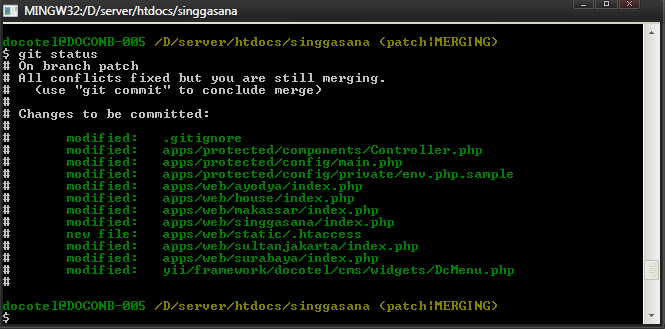 MINGW32:/D/server/htdocs/singgasana
docotel@DOCONB-005 /D/server/htdocs/singgasana (patch|MERGING)
$ git status
# On branch patch
# All conflicts fixed but you are still merging.
#   (use "git commit" to conclude merge)
#
# Changes to be committed:
#
#       modified:   .gitignore
#       modified:   apps/protected/components/Controller.php
#       modified:   apps/protected/config/main.php
#       modified:   apps/protected/config/private/env.php.sample
#       modified:   apps/web/ayodya/index.php
#       modified:   apps/web/house/index.php
#       modified:   apps/web/makassar/index.php
#       modified:   apps/web/singgasana/index.php
#       new file:   apps/web/static/.htaccess
#       modified:   apps/web/sultanjakarta/index.php
#       modified:   apps/web/surabaya/index.php
#       modified:   yii/framework/docotel/cms/widgets/DcMenu.php
#
docotel@DOCONB-005 /D/server/htdocs/singgasana (patch|MERGING)
$